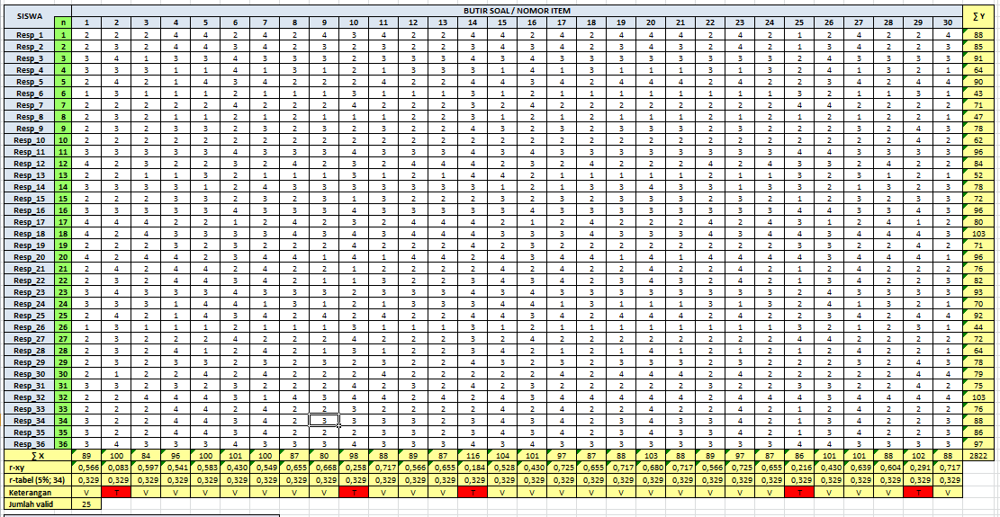 SISWA BUTIR SOAL / NOMOR ITEM ∑ Y
n 1 2 3 4 5 6 7 8 9 10 11 12 13 14 15 16 17 18 19 20 21 22 23 24 25 26 27 28 29 30
Resp_1 1 2 2 2 4 4 2 4 2 4 3 4 2 2 4 4 2 4 2 4 4 4 2 4 2 1 2 4 2 2 4 88
Resp_2 2 2 3 2 4 4 3 4 2 3 2 3 2 2 3 4 3 4 2 3 4 3 2 4 2 1 3 4 2 2 3 85
Resp_3 3 3 4 1 3 3 4 3 3 3 2 3 3 3 4 3 4 3 3 3 3 3 3 3 3 2 4 3 3 3 3 91
Resp_4 4 3 3 3 1 1 4 1 3 1 2 1 3 3 3 1 3 1 3 1 1 1 3 1 3 2 4 1 3 2 1 64
Resp_5 5 2 4 2 1 4 3 4 2 2 2 4 2 2 4 4 3 4 2 4 4 4 2 4 2 2 3 4 2 4 4 90
Resp_6 6 1 3 1 1 1 2 1 1 1 3 1 1 1 3 1 2 1 1 1 1 1 1 1 1 3 2 1 1 3 1 43
Resp_7 7 2 2 2 2 2 4 2 2 2 4 2 2 2 3 2 4 2 2 2 2 2 2 2 2 4 4 2 2 2 2 71
Resp_8 8 2 3 2 1 1 2 1 2 1 1 1 2 2 3 1 2 1 2 1 1 1 2 1 2 1 2 1 2 2 1 47
Resp_9 9 2 3 2 3 3 2 3 2 3 2 3 2 2 4 3 2 3 2 3 3 3 2 3 2 2 2 3 2 4 3 78
Resp_10 10 2 2 2 2 2 2 2 2 2 2 2 2 2 2 2 2 2 2 2 2 2 2 2 2 2 2 2 2 4 2 62
Resp_11 11 3 3 3 3 3 4 3 3 3 4 3 3 3 3 3 4 3 3 3 3 3 3 3 3 4 4 3 3 3 3 96
Resp_12 12 4 2 3 2 2 3 2 4 2 3 2 4 4 4 2 3 2 4 2 2 2 4 2 4 3 3 2 4 2 2 84
Resp_13 13 2 2 1 1 3 2 1 1 1 3 1 2 1 4 4 2 1 1 1 1 1 2 1 1 3 2 3 1 2 1 52
Resp_14 14 3 3 3 3 1 2 4 3 3 3 3 3 3 3 1 2 1 3 3 4 3 3 1 3 3 2 1 3 2 3 78
Resp_15 15 2 2 2 3 3 2 3 2 3 1 3 2 2 2 3 2 3 2 3 3 3 2 3 2 1 2 3 2 3 3 72
Resp_16 16 3 3 3 3 3 4 3 3 3 4 3 3 3 3 3 4 3 3 3 3 3 3 3 3 4 4 3 3 3 3 96
Resp_17 17 4 4 4 2 2 1 2 4 2 3 2 4 4 4 2 1 2 4 2 2 2 4 2 4 3 1 2 4 1 2 80
Resp_18 18 4 2 4 3 3 3 3 4 3 4 3 4 4 4 3 3 3 4 3 3 3 4 3 4 4 3 3 4 4 3 103
Resp_19 19 2 2 2 3 2 3 2 2 2 4 2 2 2 4 2 3 2 2 2 2 2 2 2 2 3 3 2 2 4 2 71
Resp_20 20 4 2 4 4 2 3 4 4 1 4 1 4 4 2 4 3 4 4 1 4 1 4 4 4 2 3 4 4 4 1 96
Resp_21 21 2 4 2 4 4 2 4 2 2 1 2 2 2 2 4 2 4 2 2 4 2 2 4 2 1 2 4 2 2 2 76
Resp_22 22 2 3 2 4 4 3 4 2 1 1 3 2 2 3 4 3 4 2 3 2 3 2 4 2 1 3 4 2 2 3 82
Resp_23 23 3 4 3 3 3 4 3 3 3 2 3 3 3 4 3 4 3 3 3 3 3 3 3 3 2 4 3 3 3 3 93
Resp_24 24 3 3 3 1 4 4 1 3 1 2 1 3 3 3 4 4 1 3 1 1 1 3 1 3 2 4 4 3 2 1 70
Resp_25 25 2 4 2 1 4 3 4 2 4 2 4 2 2 4 4 3 4 2 4 4 4 2 4 2 2 3 4 2 4 4 92
Resp_26 26 1 3 1 1 1 2 1 1 1 3 1 1 1 3 1 2 1 1 1 1 1 1 1 1 3 2 1 2 3 1 44
Resp_27 27 2 3 2 2 2 4 2 2 2 4 2 2 2 3 2 4 2 2 2 2 2 2 2 2 4 4 2 2 2 2 72
Resp_28 28 2 3 2 4 1 2 4 2 1 3 1 2 2 3 4 2 1 2 1 4 1 2 1 2 1 2 4 2 2 1 64
Resp_29 29 2 3 2 3 3 2 3 2 3 2 3 2 2 4 3 2 3 2 3 3 3 2 3 2 2 2 3 2 4 3 78
Resp_30 30 2 1 2 2 4 2 4 2 2 2 4 2 2 2 2 2 4 2 4 4 4 2 4 2 2 2 2 2 4 4 79
Resp_31 31 3 3 2 3 2 3 2 2 2 4 2 3 2 4 2 3 2 2 2 2 2 3 2 2 4 3 2 2 3 2 75
Resp_32 32 2 2 4 4 4 3 1 4 3 4 4 2 4 2 4 3 4 4 4 2 4 2 4 4 3 3 4 4 4 4 103
Resp_33 33 2 2 2 4 4 2 4 2 2 3 2 2 2 2 4 2 4 2 2 4 2 2 4 2 1 2 4 2 2 2 76
Resp_34 34 3 2 2 4 4 3 4 2 3 3 3 3 2 3 4 3 4 2 3 4 3 3 4 2 1 3 4 2 2 3 88
Resp_35 35 3 2 2 4 4 3 4 2 2 2 3 3 2 3 4 3 4 2 3 4 3 3 4 2 1 3 4 2 2 3 86
Resp_36 36 3 4 3 3 3 4 3 3 3 4 3 3 3 4 3 4 3 3 3 3 3 3 3 3 4 4 3 3 3 3 97
∑ X 89 100 84 96 100 101 100 87 80 98 88 89 87 116 104 101 97 87 88 103 88 89 97 87 86 101 101 88 102 88 2822
r-xy 0,566 0,083 0,597 0,541 0,583 0,430 0,549 0,655 0,668 0,258 0,717 0,566 0,655 0,184 0,528 0,430 0,725 0,655 0,717 0,680 0,717 0,566 0,725 0,655 0,216 0,430 0,639 0,604 0,291 0,717
r-tabel (5%; 34) 0,329 0,329 0,329 0,329 0,329 0,329 0,329 0,329 0,329 0,329 0,329 0,329 0,329 0,329 0,329 0,329 0,329 0,329 0,329 0,329 0,329 0,329 0,329 0,329 0,329 0,329 0,329 0,329 0,329 0,329
Keterangan V T V V V V V V V T V V V T V V V V V V V V V V T V V V T V
Jumlah valid 25